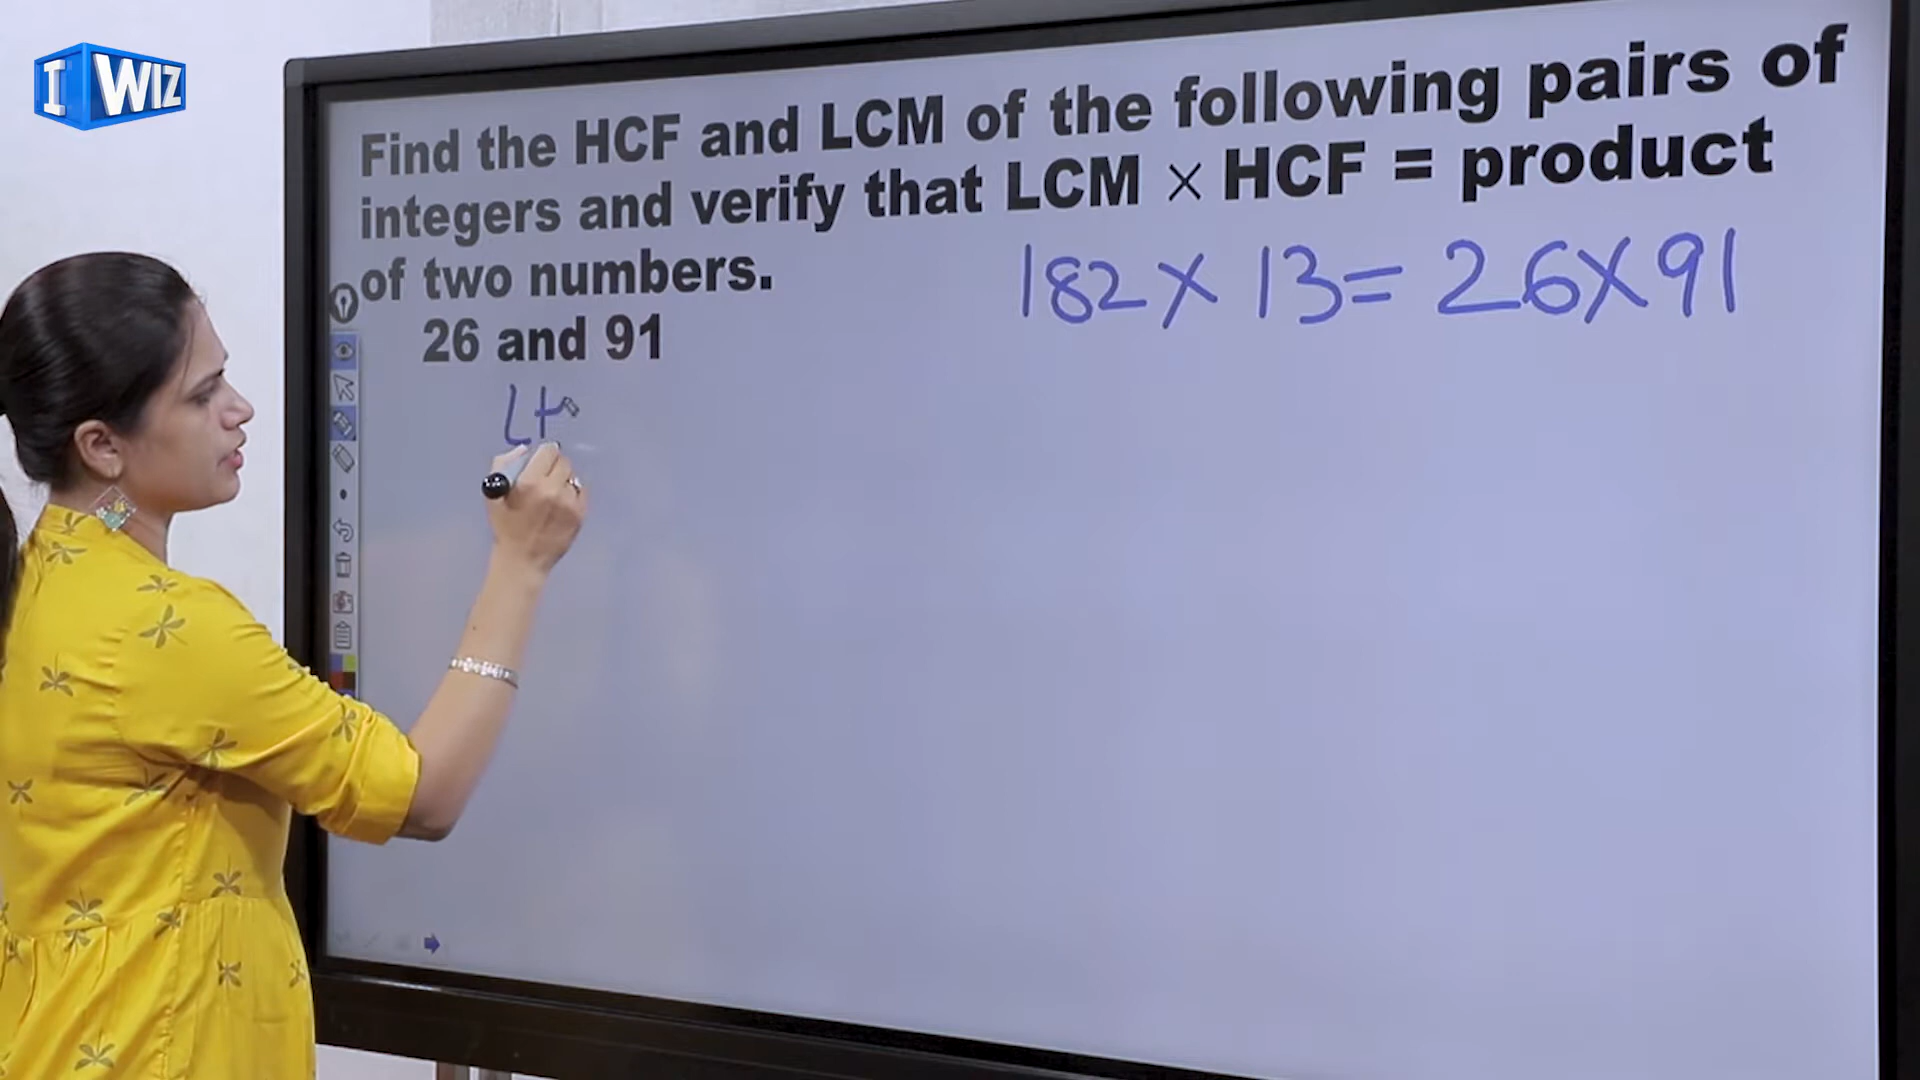 I WIZ
Find the HCF and LCM of the following pairs of
integers and verify that LCM × HCF = product
of two numbers.
182 × 13 = 26 × 91
26 and 91
LH